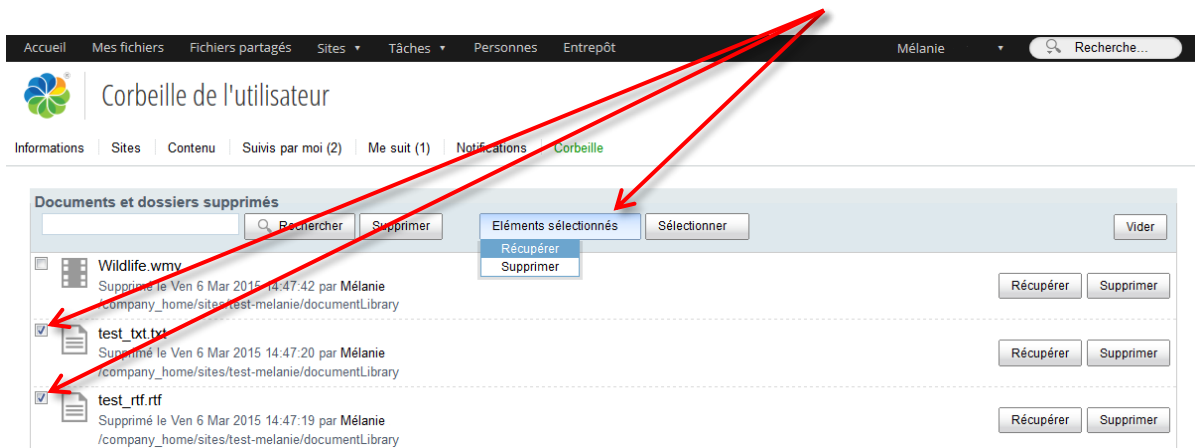 Accueil Mes fichiers Fichiers partagés Sites Tâches Personnes Entrepôt Mélanie Recherche...
Corbeille de l'utilisateur
Informations Sites Contenu Suivis par moi (2) Me suit (1) Notifications Corbeille
Documents et dossiers supprimés
Rechercher Supprimer Eléments sélectionnés Sélectionner Vider
Récupérer
Supprimer
Wildlife.wmv
Supprimé le Ven 6 Mar 2015 14:47:42 par Mélanie
/company_home/sites/test-melanie/documentLibrary
Récupérer Supprimer
test_txt.txt
Supprimé le Ven 6 Mar 2015 14:47:20 par Mélanie
/company_home/sites/test-melanie/documentLibrary
Récupérer Supprimer
test_rtf.rtf
Supprimé le Ven 6 Mar 2015 14:47:19 par Mélanie
/company_home/sites/test-melanie/documentLibrary
Récupérer Supprimer